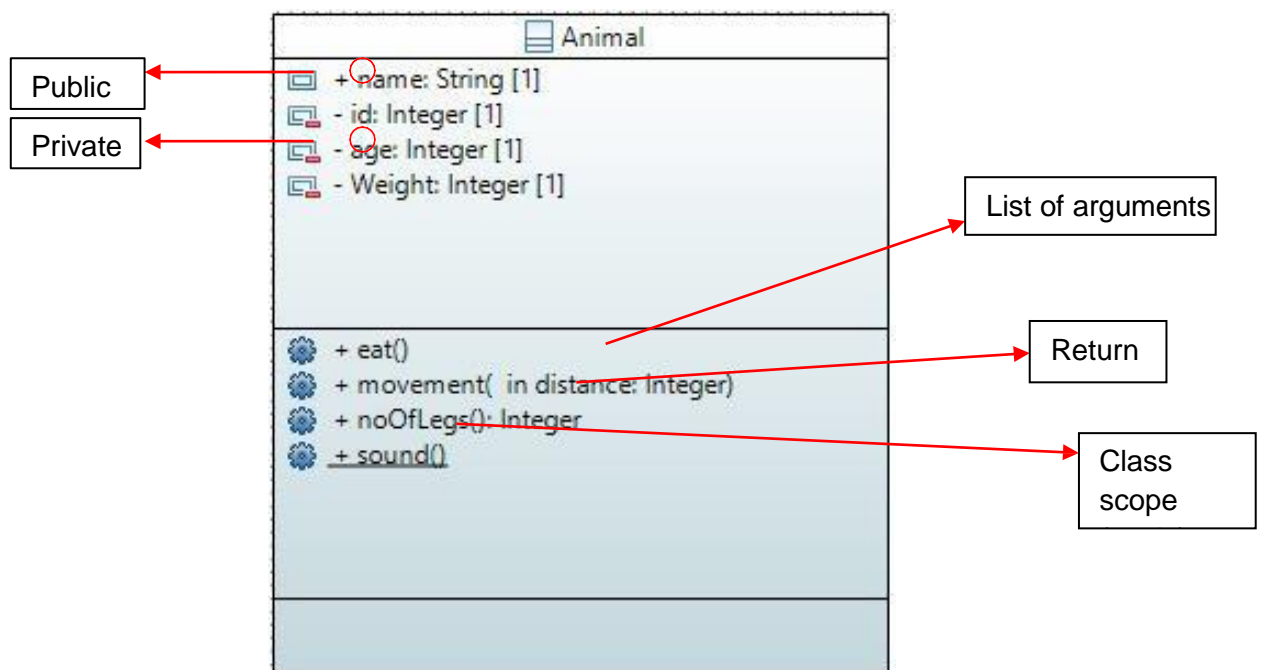 Animal
+ name: String [1]
- id: Integer [1]
- age: Integer [1]
- Weight: Integer [1]
+ eat()
+ movement( in distance: Integer)
+ noOfLegs(): Integer
+ sound()
Public
Private
List of arguments
Return
Class
scope